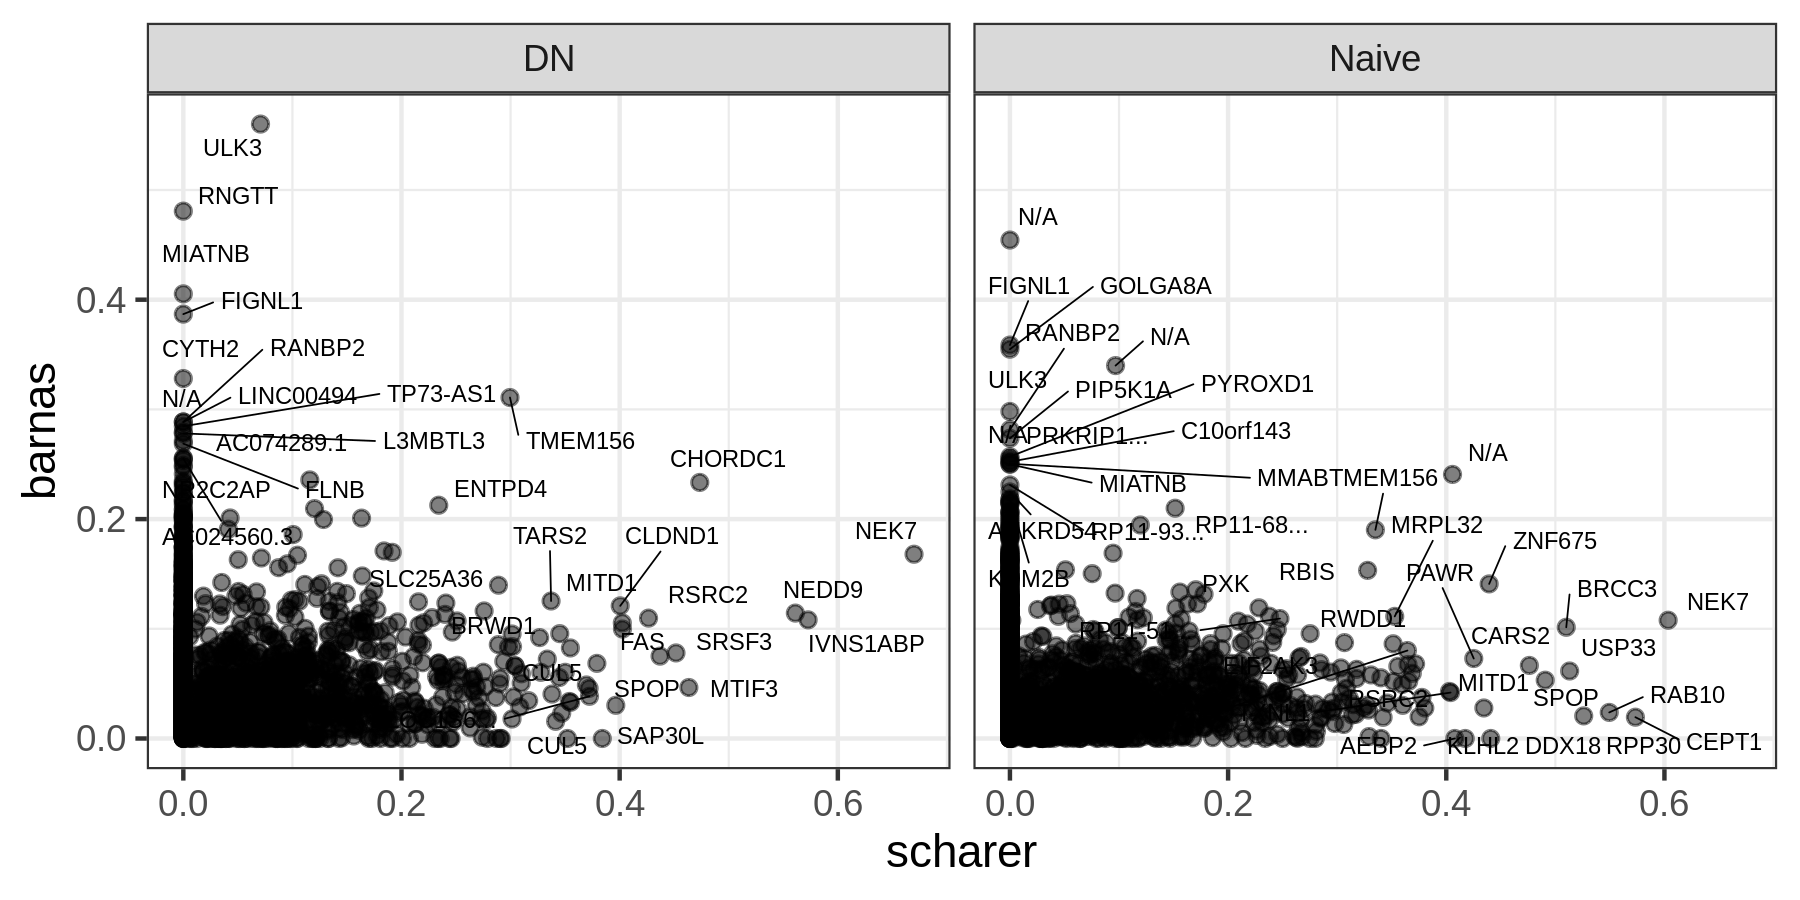 DN
Naive
ULK3
RNGTT
MIATNB
FIGNL1
CYTH2
RANBP2
N/A
LINC00494
TP73-AS1
AC074289.1
L3MBTL3
TMEM156
CHORDC1
NR2C2AP
FLNB
ENTPD4
AC024560.3
TARS2
CLDND1
NEK7
SLC25A36
MITD1
RSRC2
NEDD9
BRWD1
FAS
SRSF3
IVNS1ABP
CUL5
SPOP
MTIF3
CUL5
SAP30L
N/A
FIGNL1
GOLGA8A
RANBP2
N/A
ULK3
PIP5K1A
PYROXD1
N/A
PRKRIP1...
C10orf143
N/A
MIATNB
MMAB
TMEM156
RP11-93...
RP11-68...
MRPL32
ZNF675
PXK
RBIS
PAWR
BRCC3
NEK7
RWDD1
CARS2
USP33
EIF2AK3
RSRC2
MITD1
SPOP
RAB10
AEBP2
KLHL2
DDX18
RPP30
CEPT1
barnas
0.4
0.2
0.0
0.0
0.2
0.4
0.6
0.0
0.2
0.4
0.6
scharer